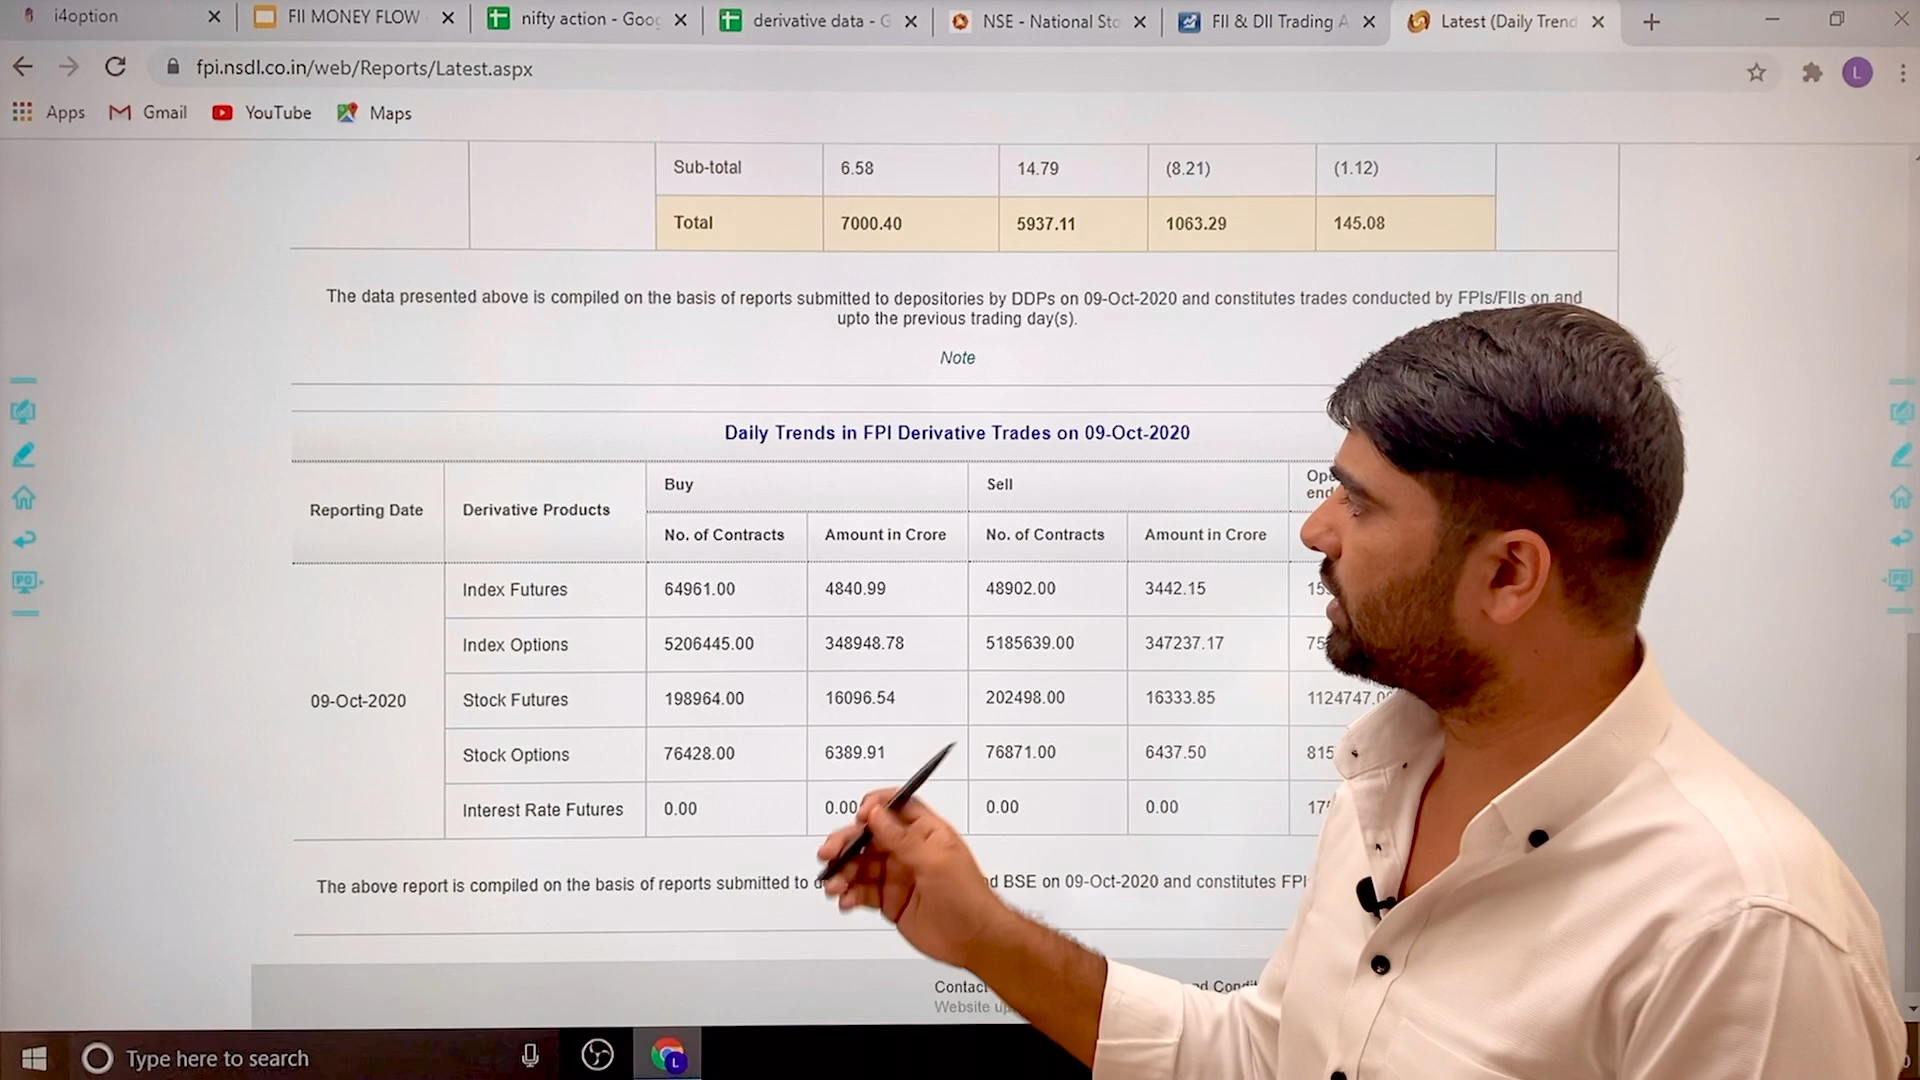 i4option
FII MONEY FLOW
nifty action - Goog
derivative data - G
NSE - National Sto
FII & DII Trading A
Latest (Daily Trend
fpi.nsdl.co.in/web/Reports/Latest.aspx
L
Apps
Gmail
YouTube
Maps
Sub-total 6.58 14.79 (8.21) (1.12)
Total 7000.40 5937.11 1063.29 145.08
The data presented above is compiled on the basis of reports submitted to depositories by DDPs on 09-Oct-2020 and constitutes trades conducted by FPIs/FIIs on and
upto the previous trading day(s).
Note
Daily Trends in FPI Derivative Trades on 09-Oct-2020
Reporting Date
Derivative Products
Buy
Sell
No. of Contracts
Amount in Crore
No. of Contracts
Amount in Crore
Index Futures 64961.00 4840.99 48902.00 3442.15
Index Options 5206445.00 348948.78 5185639.00 347237.17
09-Oct-2020
Stock Futures 198964.00 16096.54 202498.00 16333.85
Stock Options 76428.00 6389.91 76871.00 6437.50
Interest Rate Futures 0.00 0.00 0.00 0.00
The above report is compiled on the basis of reports submitted to BSE on 09-Oct-2020 and constitutes FPI
Contact
Website
Type here to search
L